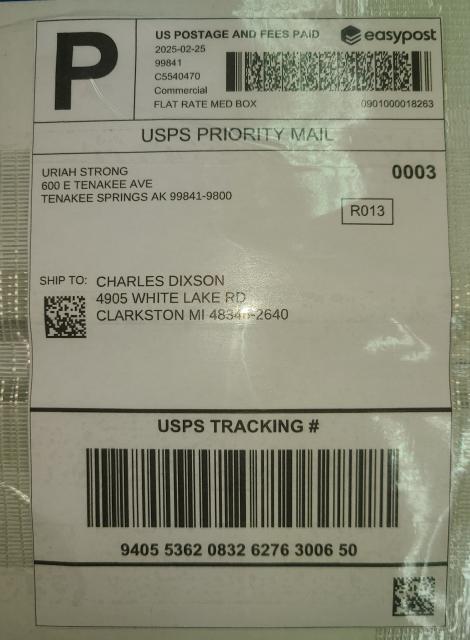 P
US POSTAGE AND FEES PAID
easypost
2025-02-25
99841
C5540470
Commercial
FLAT RATE MED BOX
0901000018263
USPS PRIORITY MAIL
URIAH STRONG
600 E TENAKEE AVE
TENAKEE SPRINGS AK 99841-9800
0003
R013
SHIP TO:
CHARLES DIXSON
4905 WHITE LAKE RD
CLARKSTON MI
USPS TRACKING #
9405 5362 0832 6276 3006 50